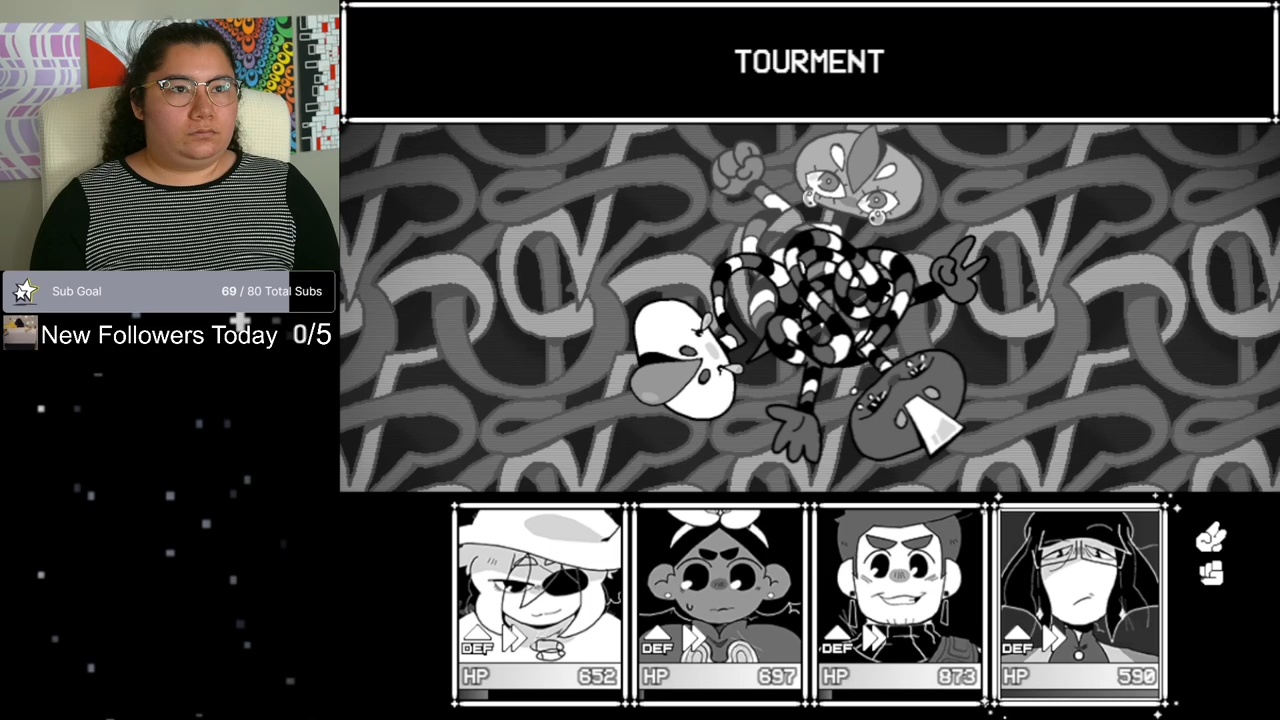 TOURMENT
Sub Goal 69 / 80 Total Subs
New Followers Today 0/5
DEF DEF DEF DEF
HP 652 HP 697 HP 873 HP 590